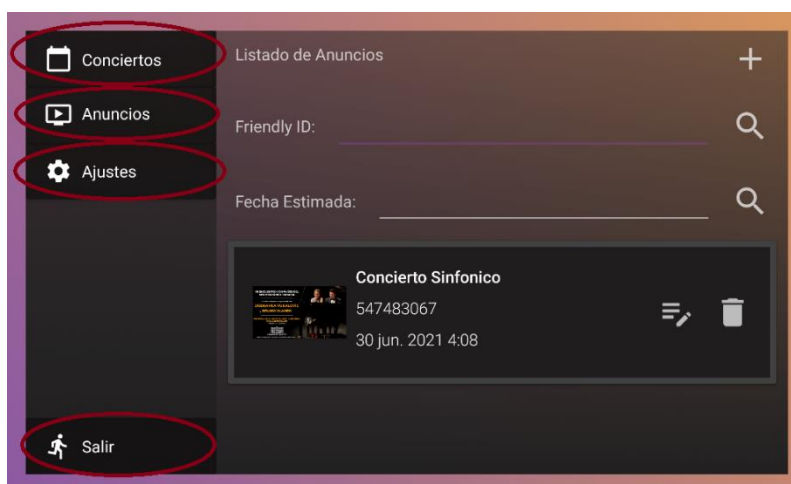 Conciertos
Anuncios
Ajustes
Salir
Listado de Anuncios
Friendly ID:
Fecha Estimada:
Concierto Sinfonico
547483067
30 jun. 2021 4:08